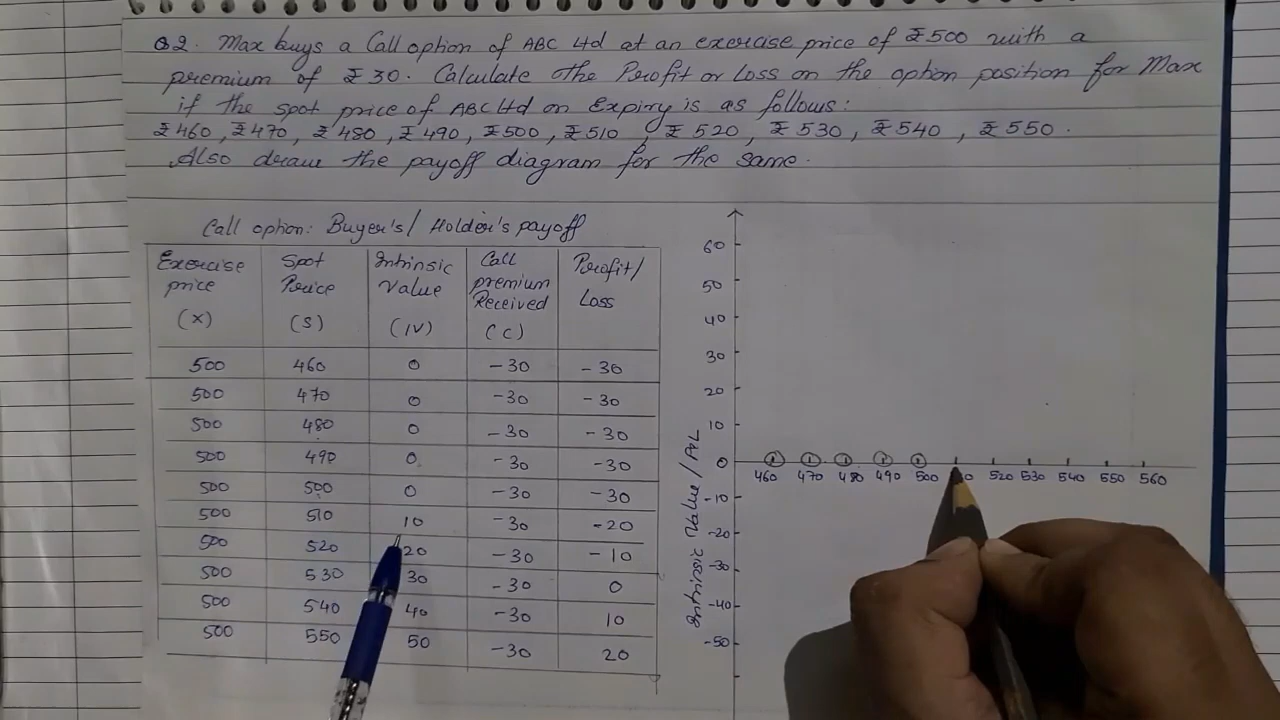 Q2. Max buys a Call option of ABC Ltd at an exercise price of ₹500 with a
premium of ₹30. Calculate the Profit or Loss on the option position for Max
if the spot price of ABC Ltd on Expiry is as follows:
₹460, ₹470, ₹480, ₹490, ₹500, ₹510, ₹520, ₹530, ₹540, ₹550.
Also draw the payoff diagram for the same.
Call option: Buyer's/ Holder's payoff
Exercise price (X) Spot Price (S) Intrinsic Value (IV) Call premium Received (C) Profit/ Loss
500 460 0 -30 -30
500 470 0 -30 -30
500 480 0 -30 -30
500 490 0 -30 -30
500 500 0 -30 -30
500 510 10 -30 -20
500 520 20 -30 -10
500 530 30 -30 0
500 540 40 -30 10
500 550 50 -30 20
60
50
40
30
20
10
0
460 470 480 490 500 520 530 540 550 560
-10
-20
-30
-40
-50
Intrinsic Value / P/L